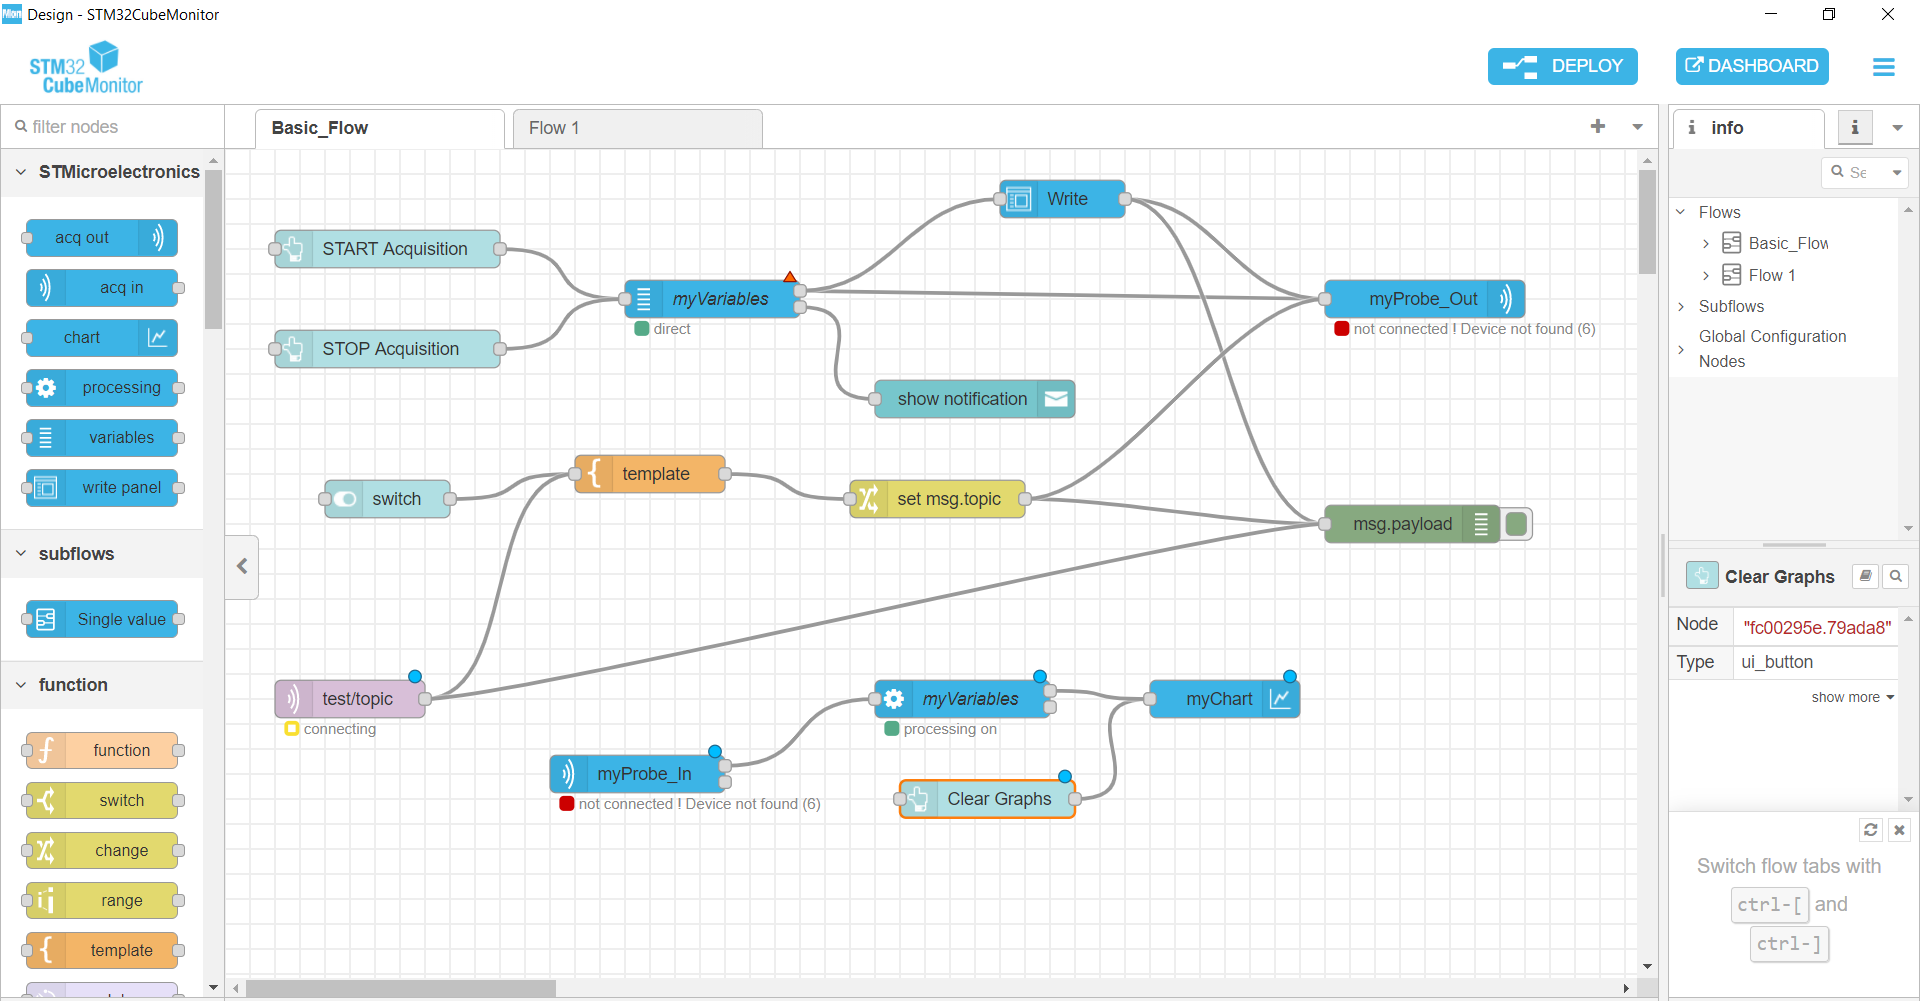 Mon Design - STM32CubeMonitor
STM32
CubeMonitor
DEPLOY
DASHBOARD
filter nodes
Basic_Flow
Flow 1
info
STMicroelectronics
acq out
acq in
chart
processing
variables
write panel
subflows
Single value
function
function
switch
change
range
template
START Acquisition
STOP Acquisition
myVariables
direct
Write
myProbe_Out
not connected ! Device not found (6)
show notification
switch
template
set msg.topic
msg.payload
test/topic
connecting
myProbe_In
not connected ! Device not found (6)
myVariables
processing on
myChart
Clear Graphs
Se
Flows
Basic_Flow
Flow 1
Subflows
Global Configuration
Nodes
Clear Graphs
Node "fc00295e.79ada8"
Type ui_button
show more
Switch flow tabs with
ctrl-[ and
ctrl-]